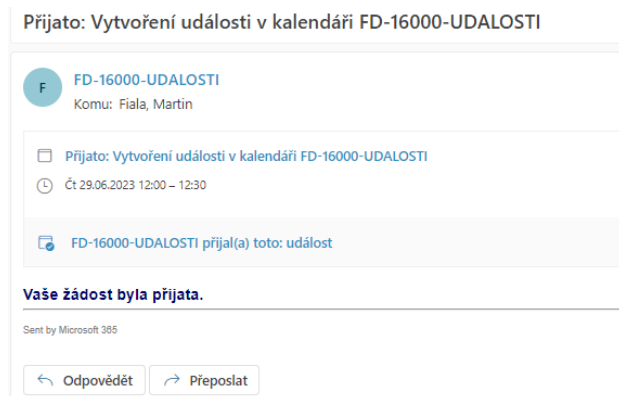 Přijato: Vytvoření události v kalendáři FD-16000-UDALOSTI
F
FD-16000-UDALOSTI
Komu: Fiala, Martin
Přijato: Vytvoření události v kalendáři FD-16000-UDALOSTI
Čt 29.06.2023 12:00 – 12:30
FD-16000-UDALOSTI přijal(a) toto: událost
Vaše žádost byla přijata.
Sent by Microsoft 365
Odpovědět Přeposlat